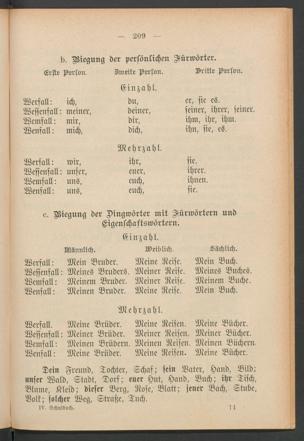 — 209 —
b. Biegung der persönlichen Fürwörter.
Erste Person. Zweite Person. Dritte Person.
Einzahl.
Werfall: ich, du, er, sie es.
Wessenfall: meiner, deiner, seiner, ihrer, seiner.
Wemfall: mir, dir, ihm, ihr, ihm.
Wenfall: mich, dich, ihn, sie, es.
Mehrzahl.
Werfall: wir, ihr, sie.
Wessenfall: unser, euer, ihrer.
Wemfall: uns, euch, ihnen.
Wenfall: uns, euch, sie.
c. Biegung der Dingwörter mit Fürwörtern und
Eigenschaftswörtern.
Einzahl.
Männlich. Weiblich. Sächlich.
Werfall: Mein Bruder. Meine Reise. Mein Buch.
Wessenfall: Meines Bruders. Meiner Reise. Meines Buches.
Wemfall: Meinem Bruder. Meiner Reise. Meinem Buch.
Wenfall: Meinen Bruder. Meine Reise. Mein Buch.
Mehrzahl.
Werfall. Meine Brüder. Meine Reisen. Meine Bücher.
Wessenfall: Meiner Brüder. Meiner Reisen. Meiner Bücher.
Wemfall: Meinen Brüdern. Meinen Reisen. Meinen Büchern.
Wenfall: Meine Brüder. Meine Reisen. Meine Bücher.
Dein Freund, Tochter, Schaf; sein Vater, Hand, Bild;
unser Wald, Stadt, Dorf; euer Hut, Hand, Buch; ihr Tisch,
Blume, Kleid; dieser Berg, Rose, Blatt; jener Bach, Stube,
Volk; solcher Weg, Straße, Tuch.
IV. Schulbuch. 14